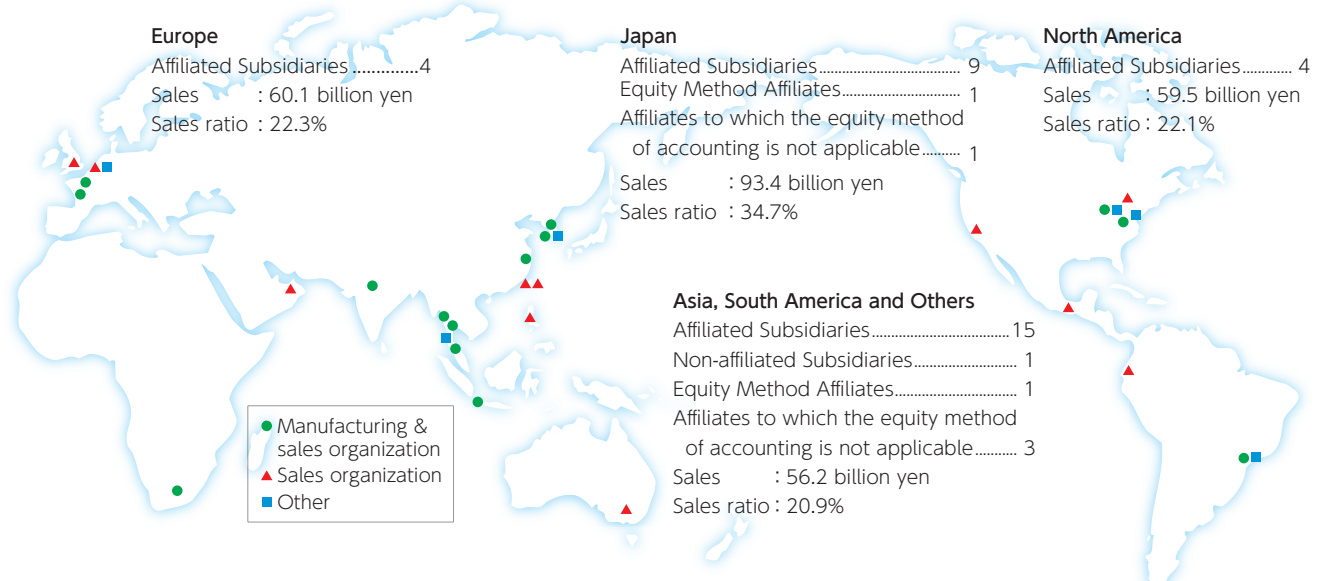 Europe
Affiliated Subsidiaries..............4
Sales : 60.1 billion yen
Sales ratio : 22.3%
Japan
Affiliated Subsidiaries...................................... 9
Equity Method Affiliates................................ 1
Affiliates to which the equity method
of accounting is not applicable.......... 1
Sales : 93.4 billion yen
Sales ratio : 34.7%
North America
Affiliated Subsidiaries............. 4
Sales : 59.5 billion yen
Sales ratio : 22.1%
Asia, South America and Others
Affiliated Subsidiaries.....................................15
Non-affiliated Subsidiaries............................ 1
Equity Method Affiliates................................. 1
Affiliates to which the equity method
of accounting is not applicable........... 3
Sales : 56.2 billion yen
Sales ratio : 20.9%
Manufacturing &
sales organization
Sales organization
Other